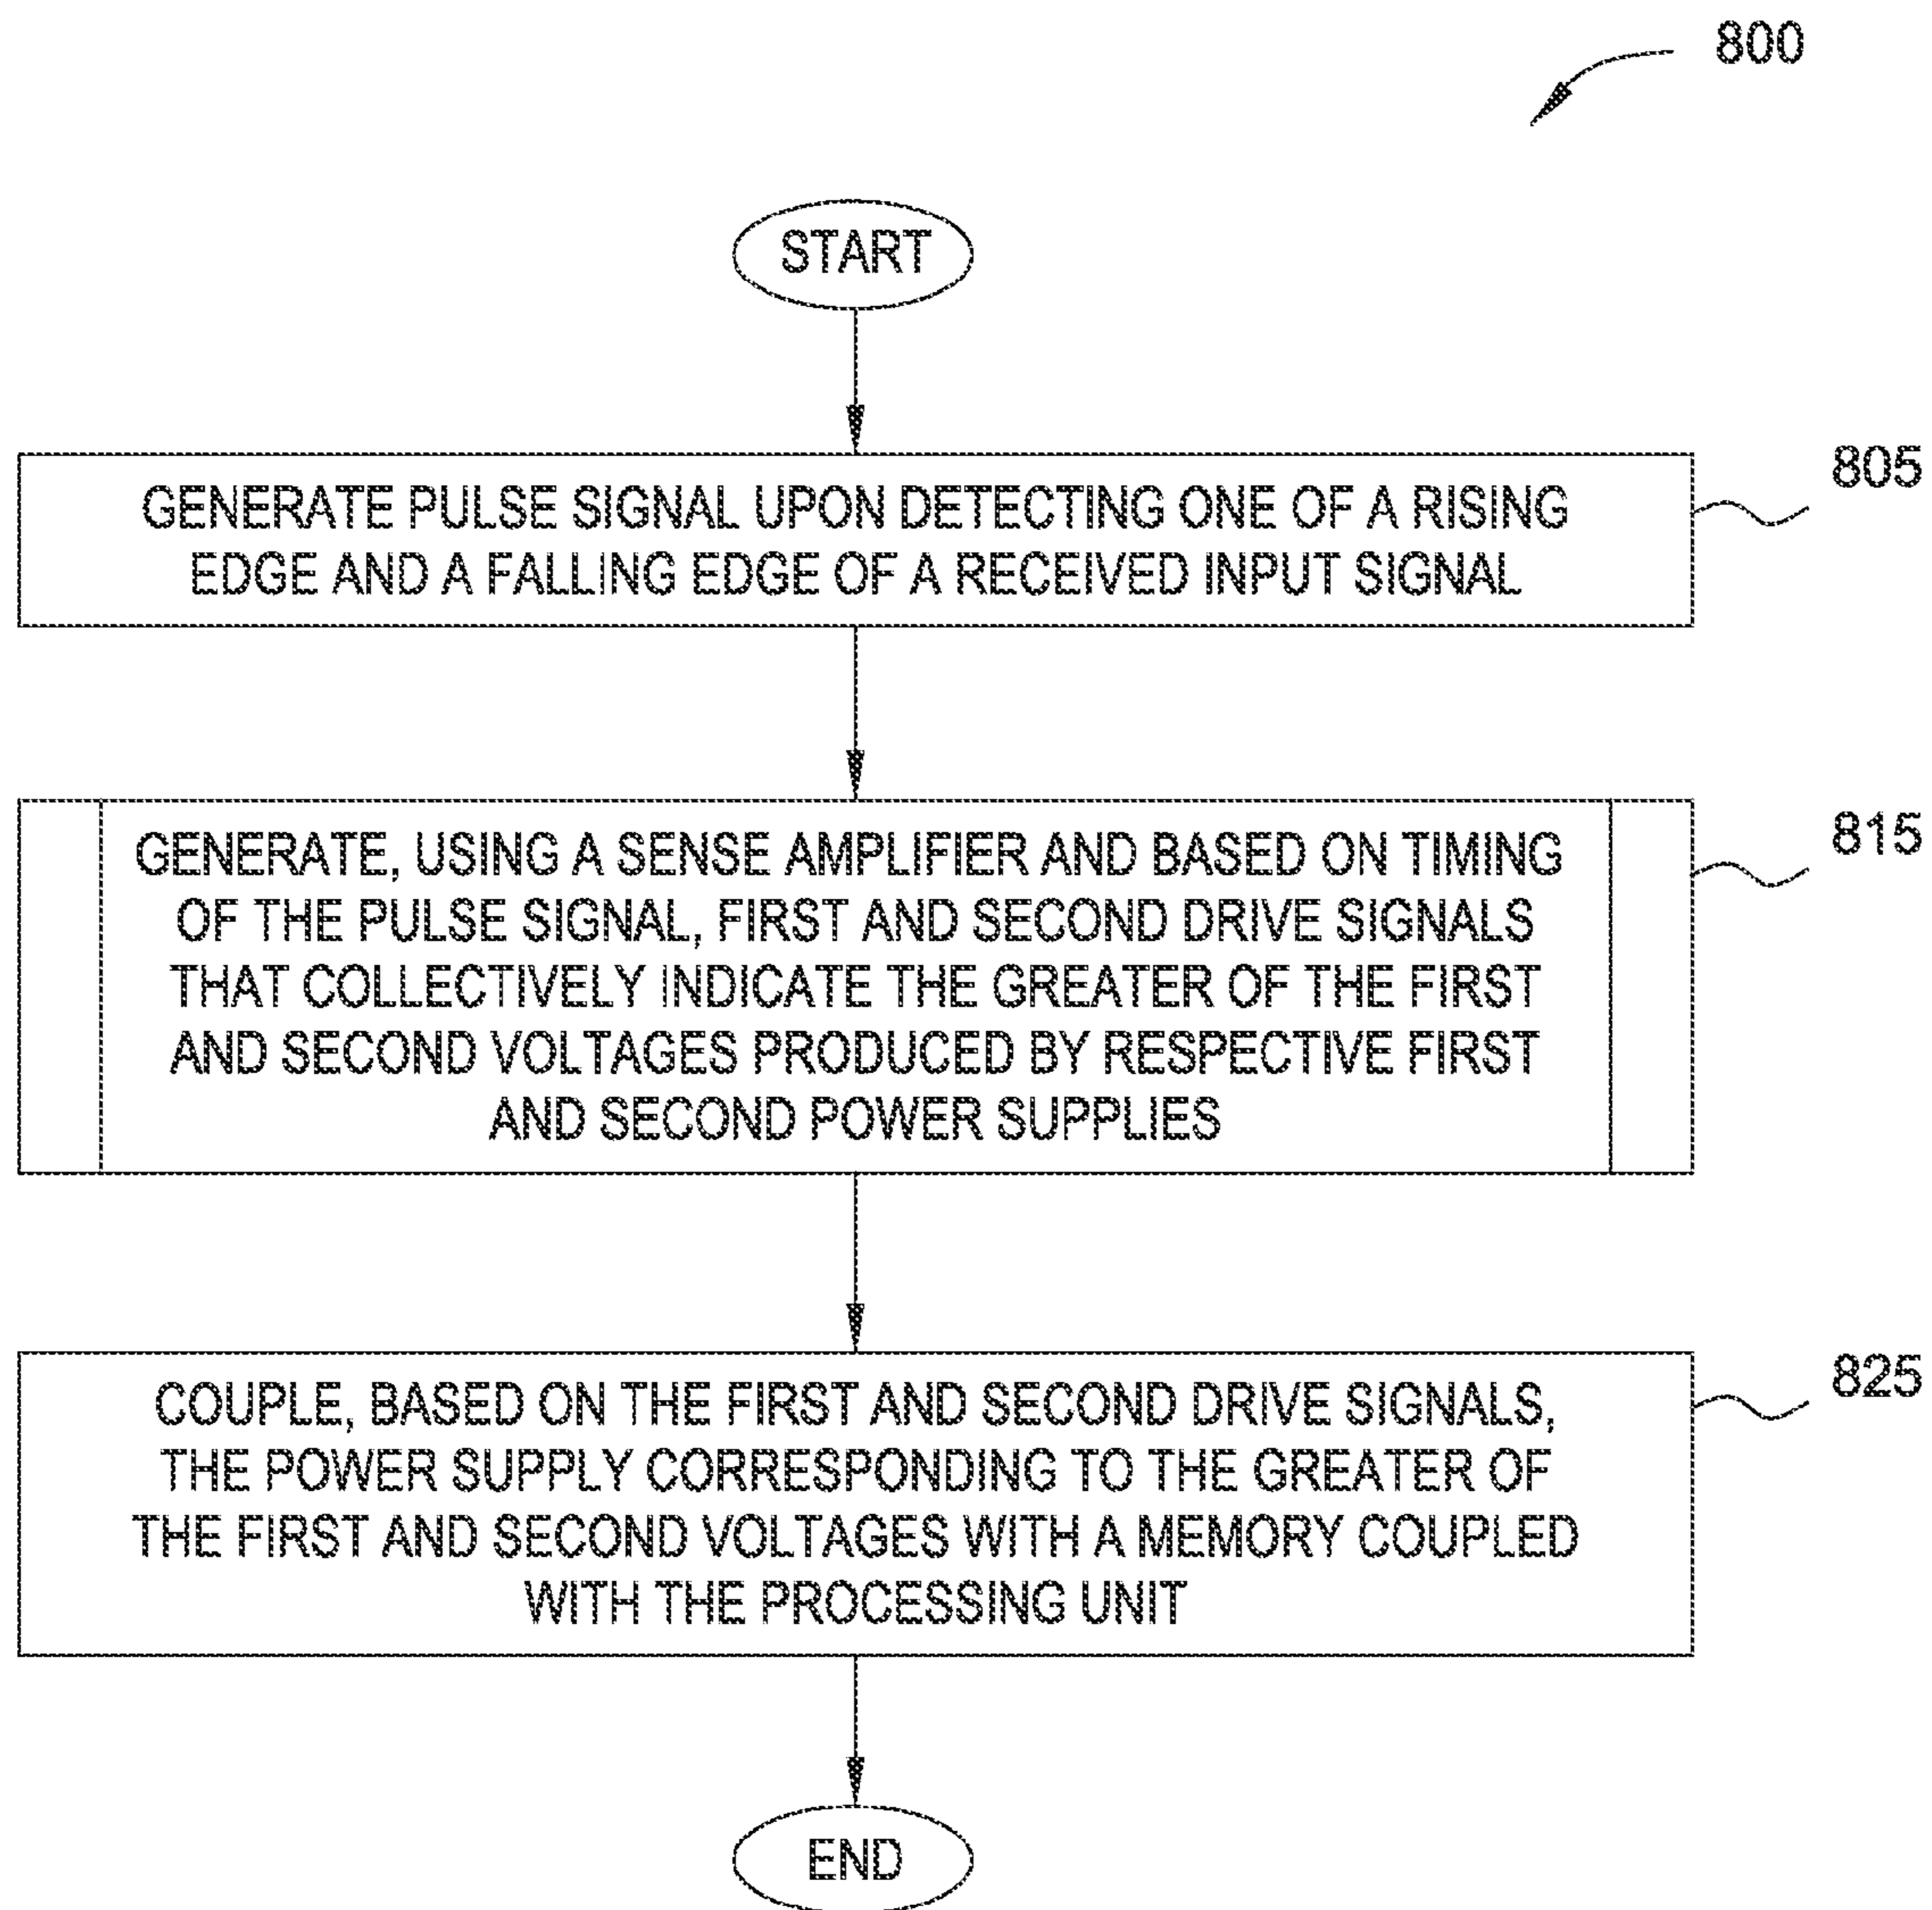 800
START
GENERATE PULSE SIGNAL UPON DETECTING ONE OF A RISING
EDGE AND A FALLING EDGE OF A RECEIVED INPUT SIGNAL
805
GENERATE, USING A SENSE AMPLIFIER AND BASED ON TIMING
OF THE PULSE SIGNAL, FIRST AND SECOND DRIVE SIGNALS
THAT COLLECTIVELY INDICATE THE GREATER OF THE FIRST
AND SECOND VOLTAGES PRODUCED BY RESPECTIVE FIRST
AND SECOND POWER SUPPLIES
815
COUPLE, BASED ON THE FIRST AND SECOND DRIVE SIGNALS,
THE POWER SUPPLY CORRESPONDING TO THE GREATER OF
THE FIRST AND SECOND VOLTAGES WITH A MEMORY COUPLED
WITH THE PROCESSING UNIT
825
END